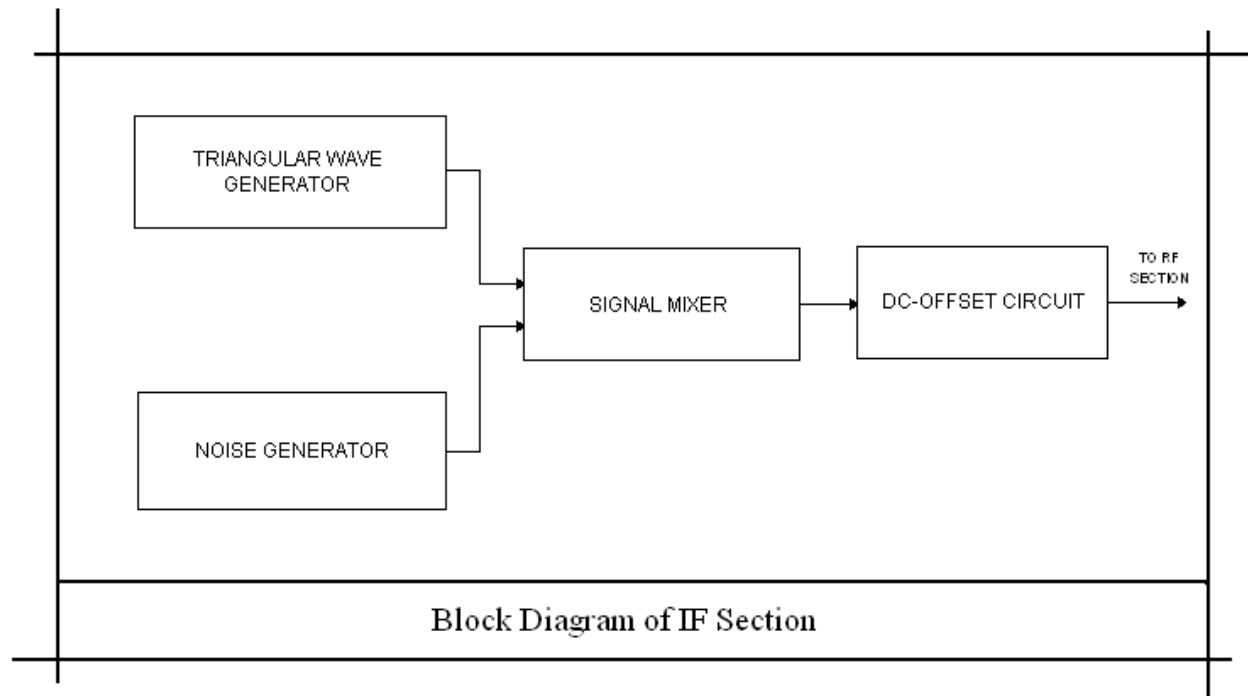 TRIANGULAR WAVE
GENERATOR
NOISE GENERATOR
SIGNAL MIXER
DC-OFFSET CIRCUIT
TO RF
SECTION
Block Diagram of IF Section